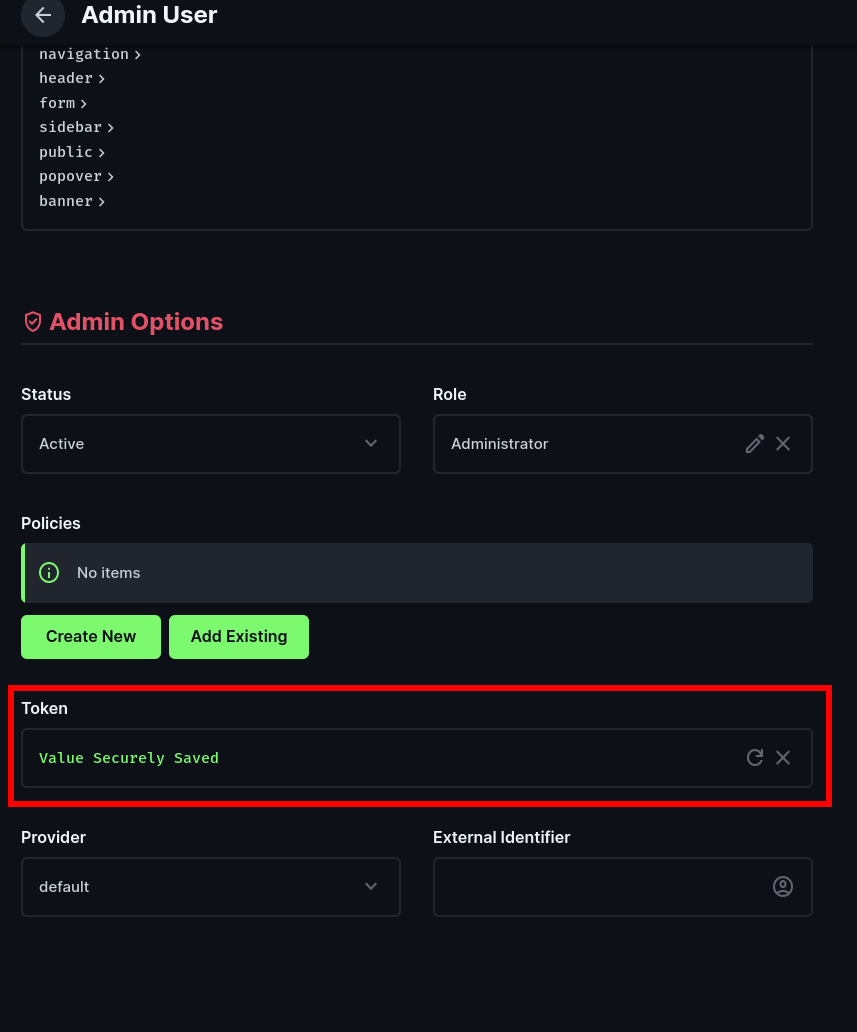 Admin User
navigation
header
form
sidebar
public
popover
banner
Admin Options
Status
Role
Active
Administrator
Policies
No items
Create New
Add Existing
Token
Value Securely Saved
Provider
External Identifier
default